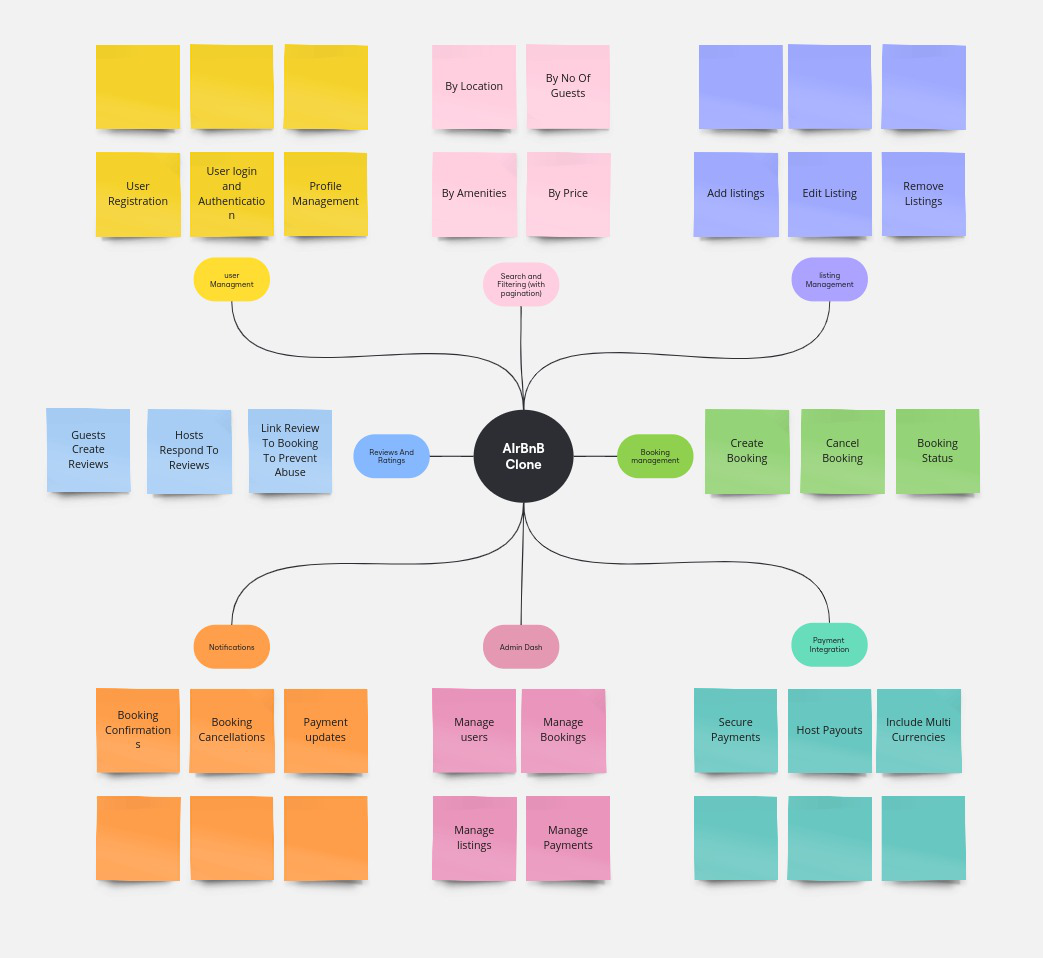 By Location
By No Of
Guests
User
Registration
User login
and
Authenticatio
n
Profile
Management
By Amenities
By Price
Add listings
Edit Listing
Remove
Listings
user
Managment
Search and
Filtering (with
pagination)
listing
Management
Guests
Create
Reviews
Hosts
Respond To
Reviews
Link Review
To Booking
To Prevent
Abuse
Reviews And
Ratings
AIrBnB
Clone
Booking
management
Create
Booking
Cancel
Booking
Booking
Status
Notifications
Admin Dash
Payment
Integration
Booking
Confirmation
s
Booking
Cancellations
Payment
updates
Manage
users
Manage
Bookings
Secure
Payments
Host Payouts
Include Multi
Currencies
Manage
listings
Manage
Payments